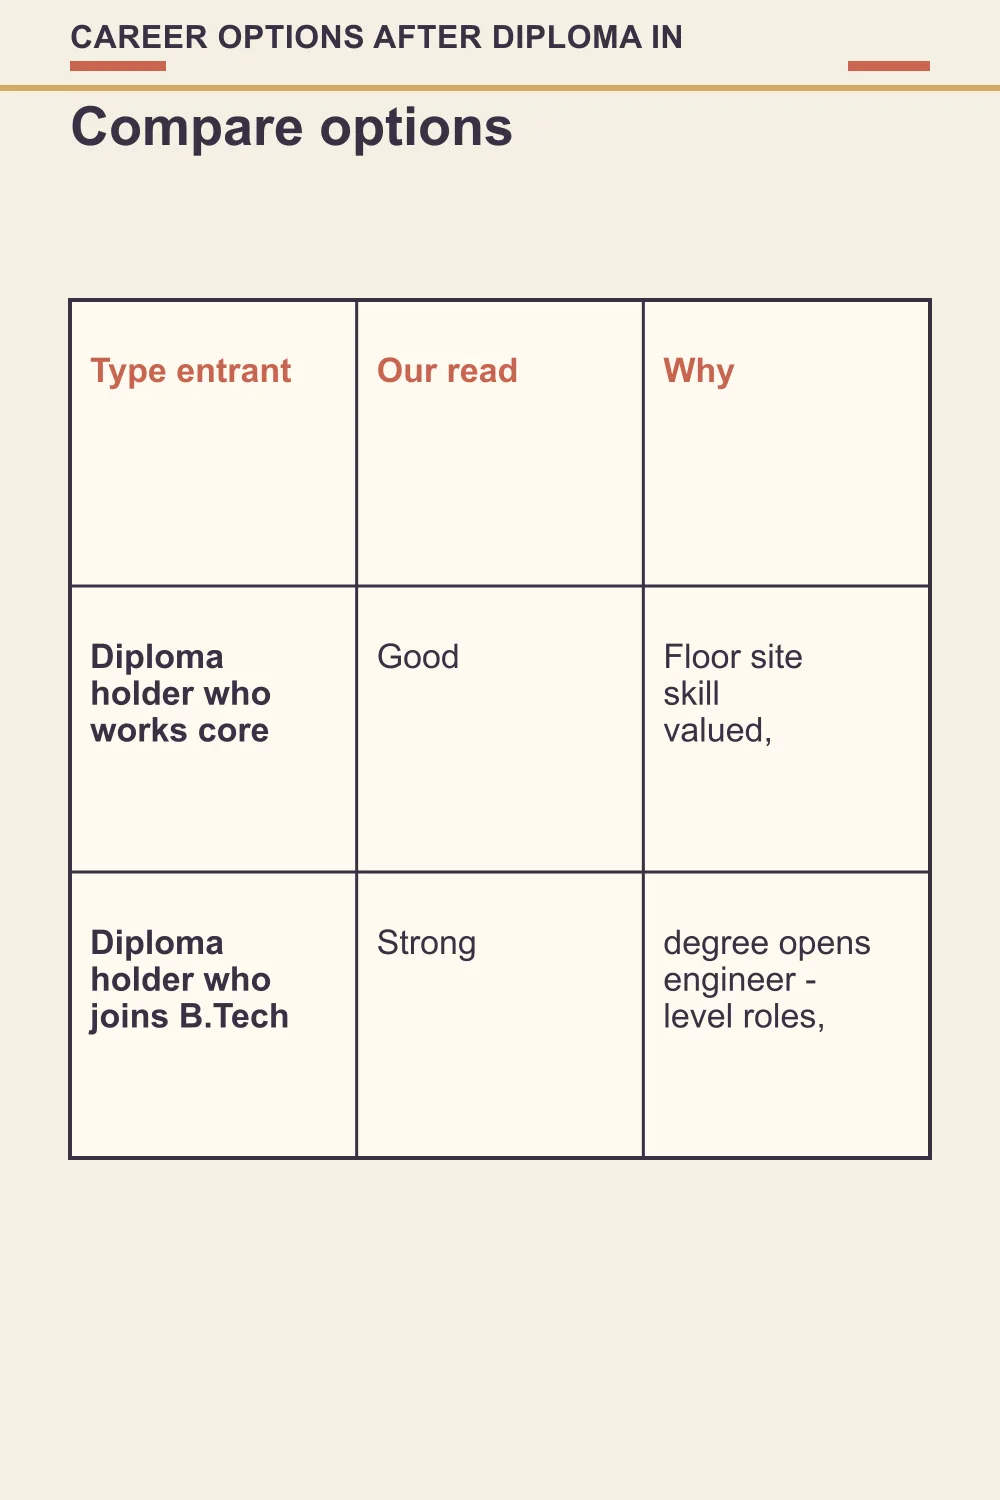 CAREER OPTIONS AFTER DIPLOMA IN
Compare options
Type entrant
Our read
Why
Diploma
holder who
works core
Good
Floor site
skill
valued,
Diploma
holder who
joins B.Tech
Strong
degree opens
engineer -
level roles,